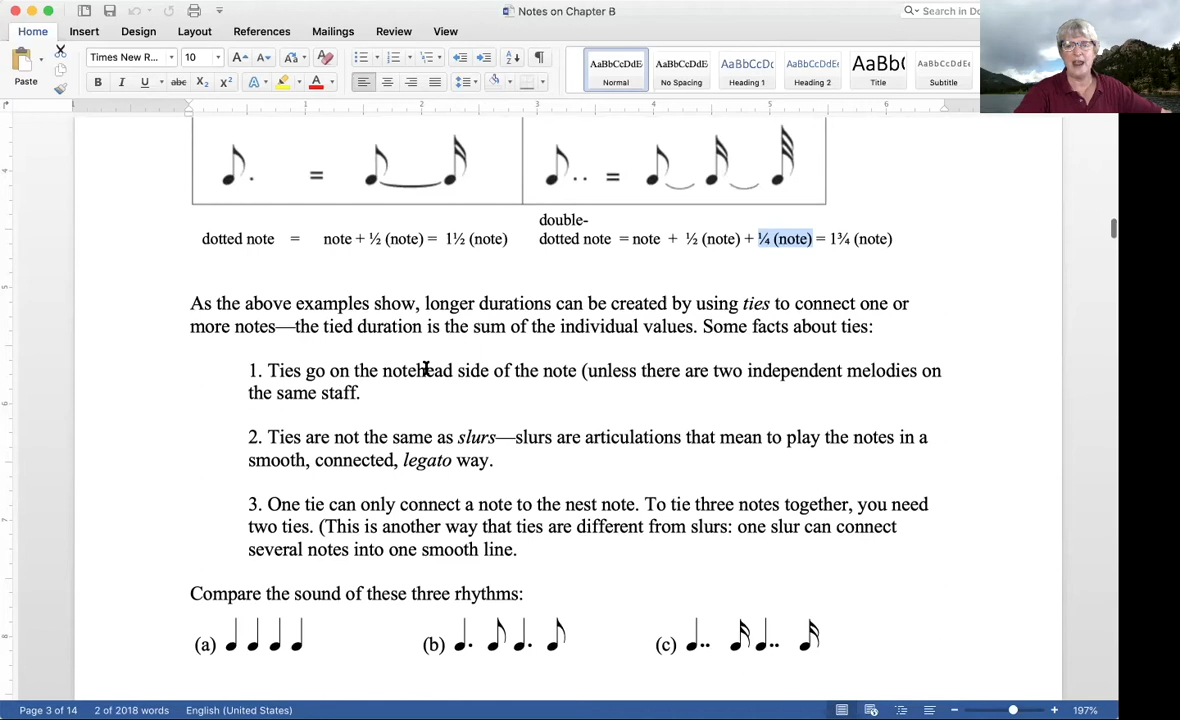 Notes on Chapter B
Search in Do
Home Insert Design Layout References Mailings Review View
Times New R... 10
Paste
B I U abc X₂ X² A A
AaBbCcDdE AaBbCcDdE AaBbCcDc AaBbCcDdE AaBb( AaBbCcDdE
Normal No Spacing Heading 1 Heading 2 Title Subtitle
1 2 3 4 5 6
= =
double-
dotted note = note + ½ (note) = 1½ (note) dotted note = note + ½ (note) + ¼ (note) = 1¾ (note)
As the above examples show, longer durations can be created by using ties to connect one or
more notes—the tied duration is the sum of the individual values. Some facts about ties:
1. Ties go on the notehead side of the note (unless there are two independent melodies on
the same staff.
2. Ties are not the same as slurs—slurs are articulations that mean to play the notes in a
smooth, connected, legato way.
3. One tie can only connect a note to the nest note. To tie three notes together, you need
two ties. (This is another way that ties are different from slurs: one slur can connect
several notes into one smooth line.
Compare the sound of these three rhythms:
(a) (b) (c)
Page 3 of 14 2 of 2018 words English (United States) 197%